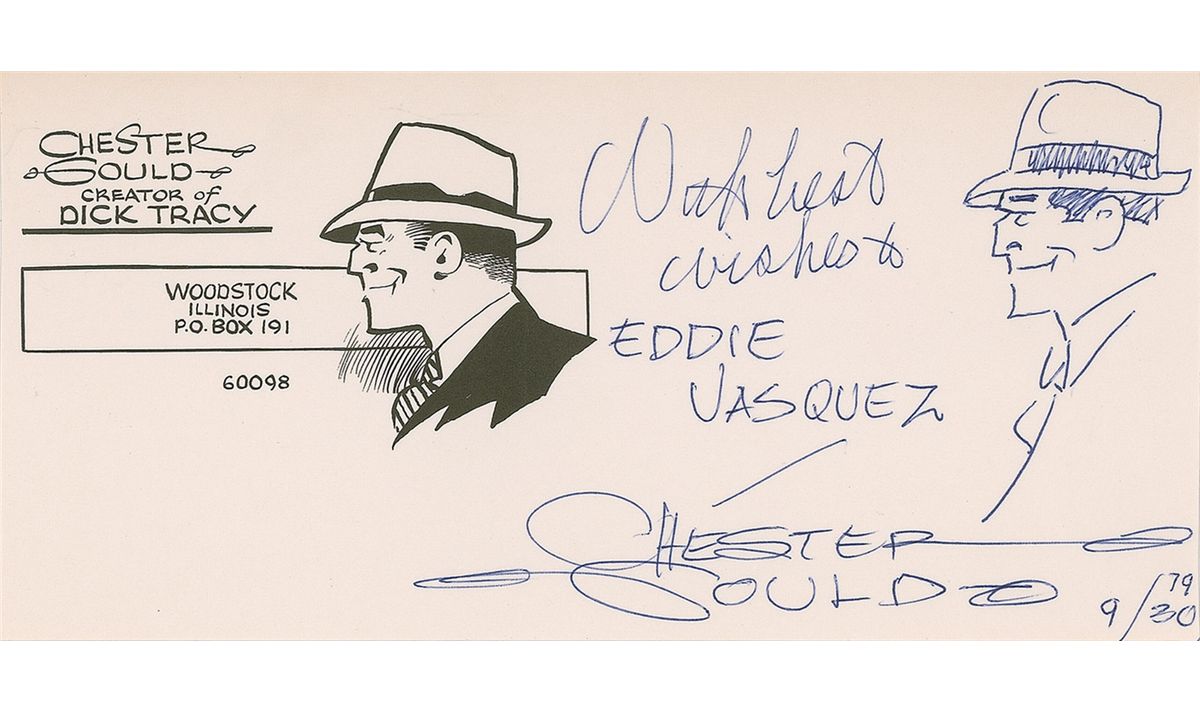 CHESTER
GOULD
CREATOR of
DICK TRACY
WOODSTOCK
ILLINOIS
P.O. BOX 191
60098
With best
wishes to
EDDIE
VASQUEZ
CHESTER
GOULD
9/30
79